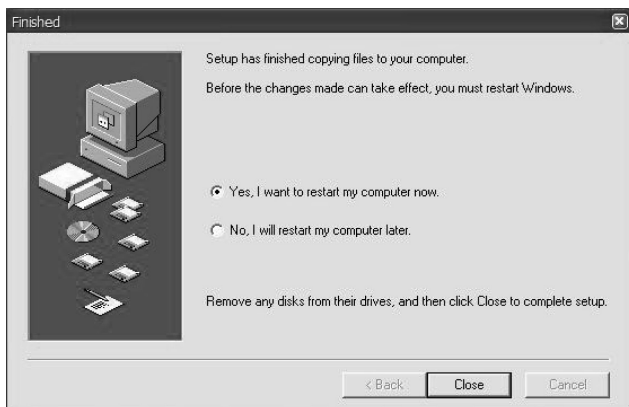 Finished
Setup has finished copying files to your computer.
Before the changes made can take effect, you must restart Windows.
Yes, I want to restart my computer now.
No, I will restart my computer later.
Remove any disks from their drives, and then click Close to complete setup.
< Back
Close
Cancel